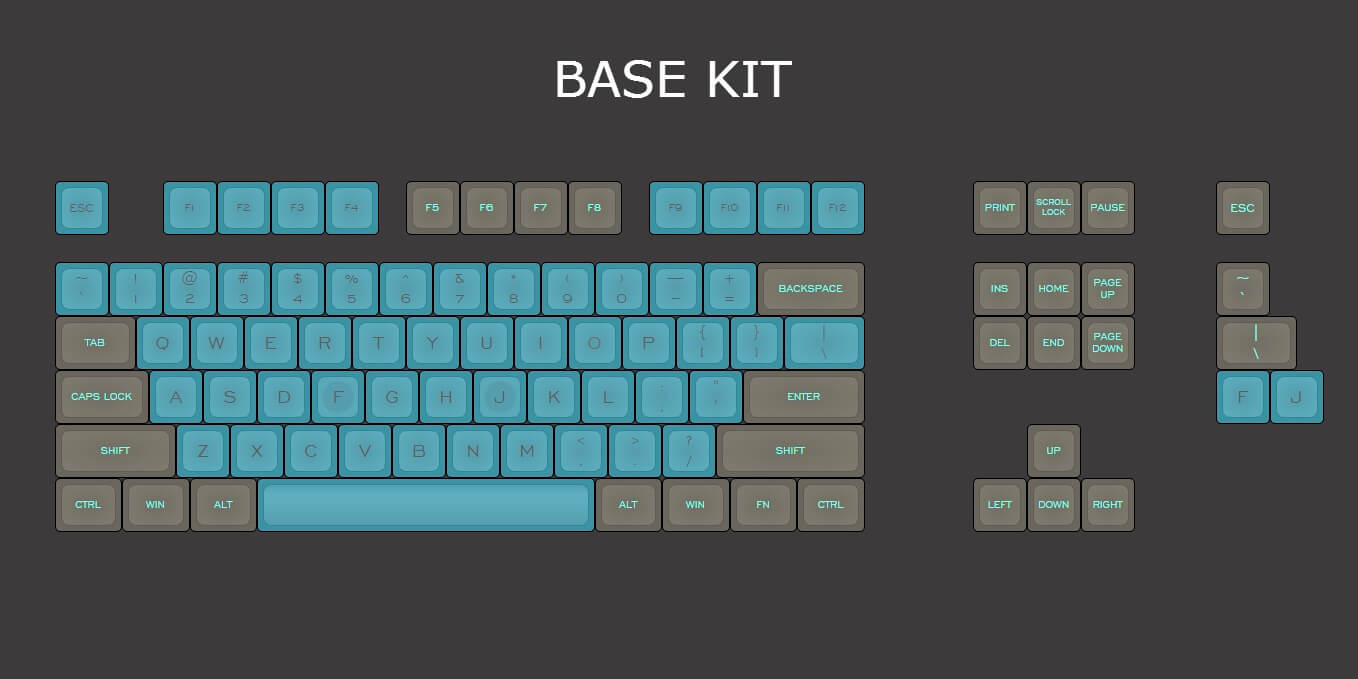 BASE KIT
ESC F1 F2 F3 F4 F5 F6 F7 F8 F9 F10 F11 F12 PRINT SCROLL LOCK PAUSE ESC
~ ! @ # $ % ^ & * ( ) — + BACKSPACE INS HOME PAGE UP ~
` 1 2 3 4 5 6 7 8 9 0 - = `
TAB Q W E R T Y U I O P { } | DEL END PAGE DOWN |
[ ] \ \
CAPS LOCK A S D F G H J K L : " ENTER F J
; '
SHIFT Z X C V B N M < > ? SHIFT UP
, . /
CTRL WIN ALT ALT WIN FN CTRL LEFT DOWN RIGHT